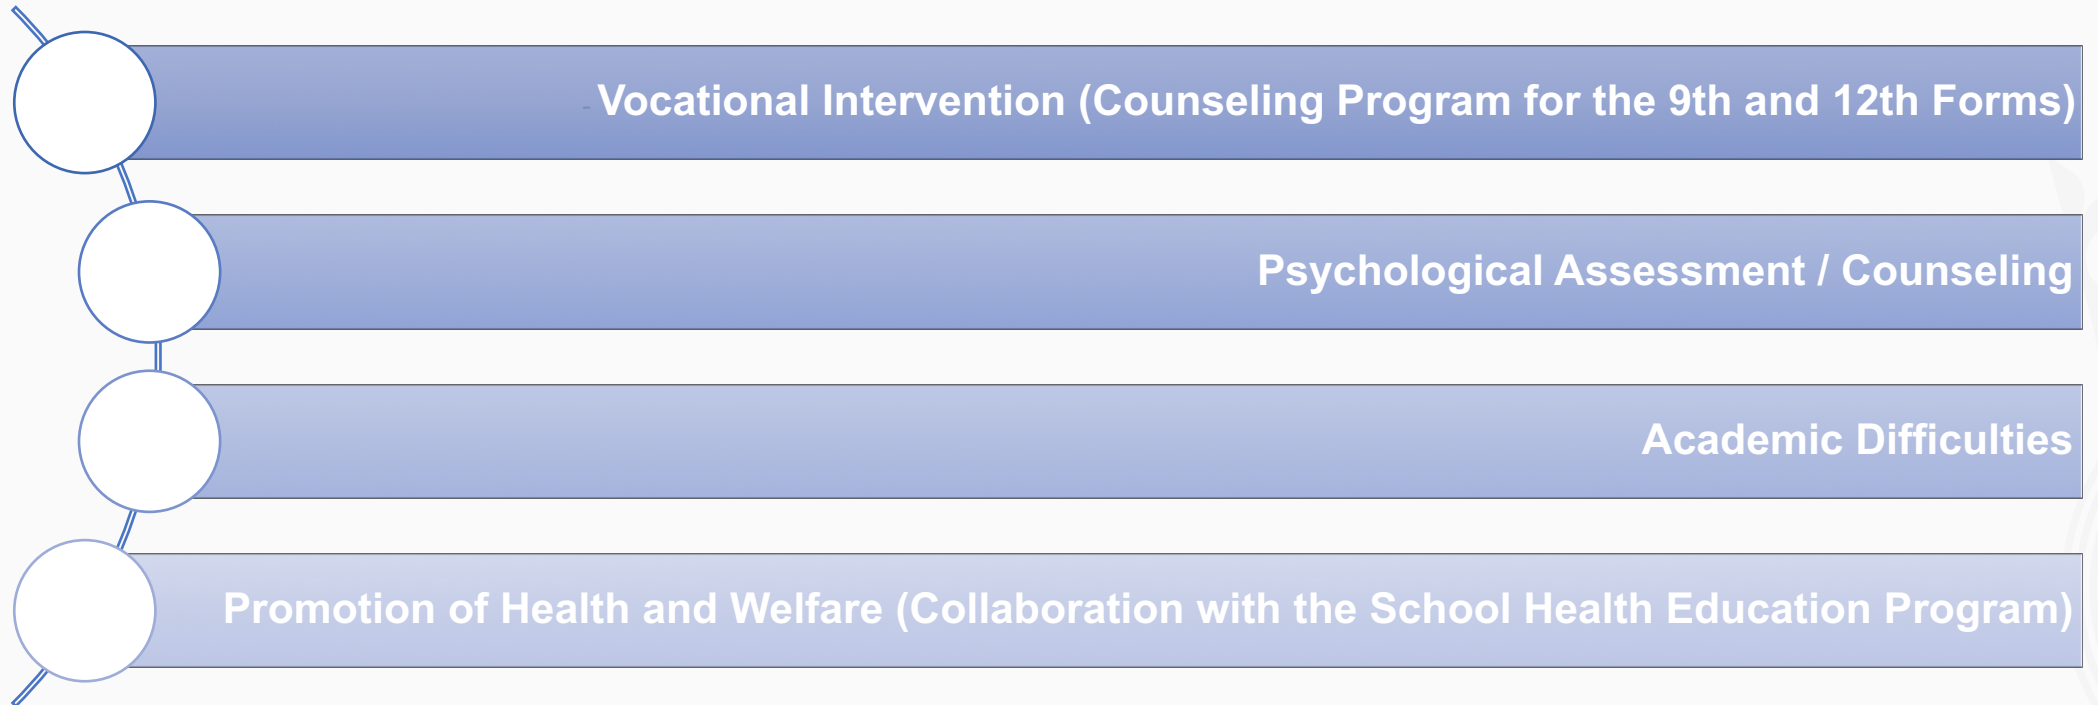 - Vocational Intervention (Counseling Program for the 9th and 12th Forms)
Psychological Assessment / Counseling
Academic Difficulties
Promotion of Health and Welfare (Collaboration with the School Health Education Program)